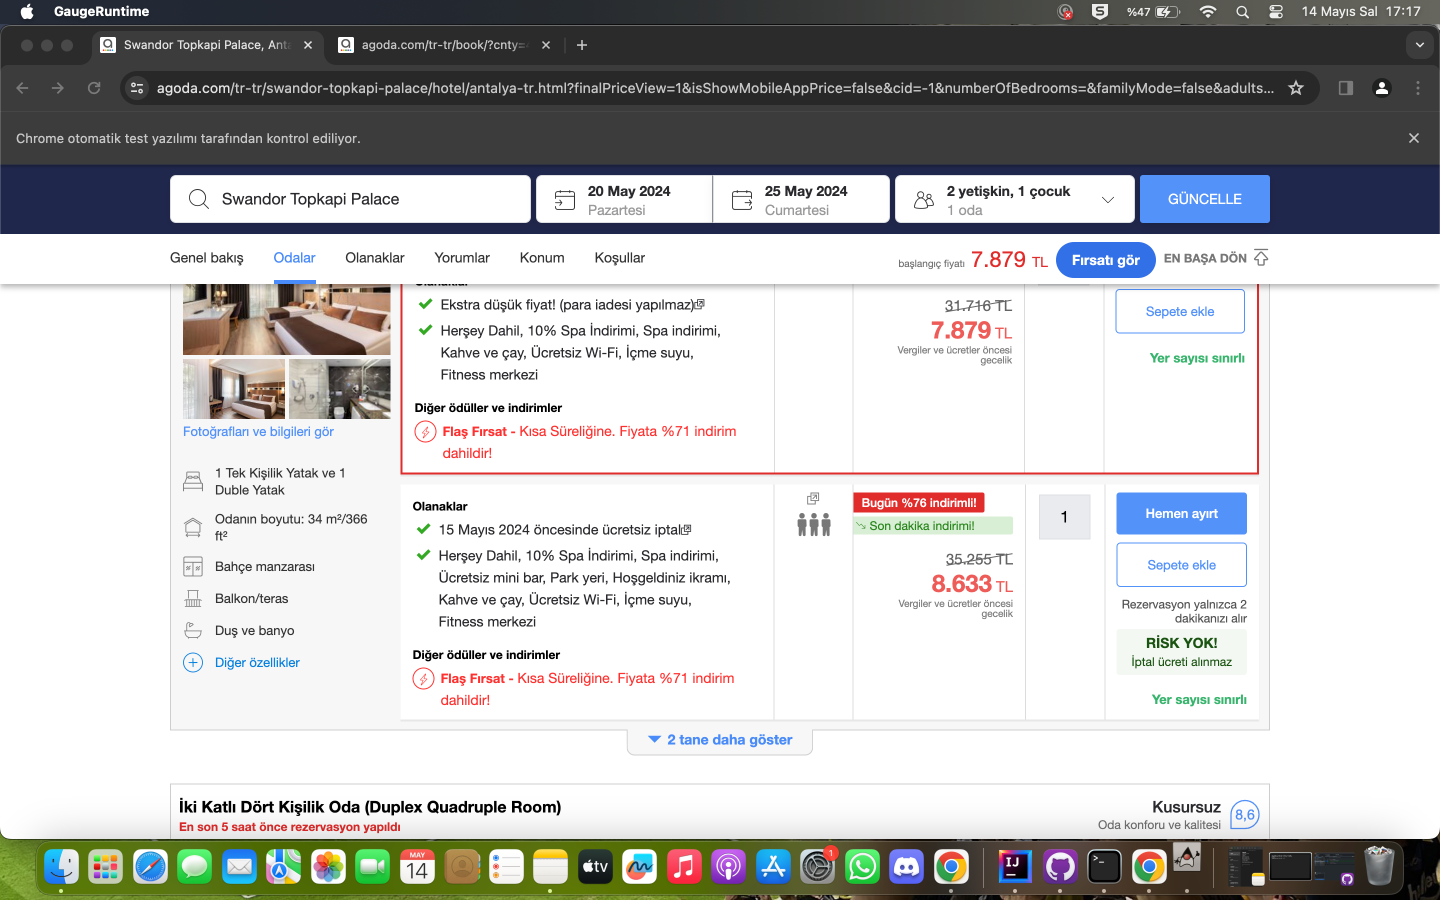 GaugeRuntime
%47
14 Mayıs Sal 17:17
Swandor Topkapi Palace, Anta
agoda.com/tr-tr/book/?cnty=
agoda.com/tr-tr/swandor-topkapi-palace/hotel/antalya-tr.html?finalPriceView=1&isShowMobileAppPrice=false&cid=-1&numberOfBedrooms=&familyMode=false&adults...
Chrome otomatik test yazılımı tarafından kontrol ediliyor.
Swandor Topkapi Palace
20 May 2024
Pazartesi
25 May 2024
Cumartesi
2 yetişkin, 1 çocuk
1 oda
GÜNCELLE
Genel bakış
Odalar
Olanaklar
Yorumlar
Konum
Koşullar
başlangıç fiyatı 7.879 TL
Fırsatı gör
EN BAŞA DÖN
Olanaklar
Ekstra düşük fiyat! (para iadesi yapılmaz)
Herşey Dahil, 10% Spa İndirimi, Spa indirimi,
Kahve ve çay, Ücretsiz Wi-Fi, İçme suyu,
Fitness merkezi
Diğer ödüller ve indirimler
Flaş Fırsat - Kısa Süreliğine. Fiyata %71 indirim
dahildir!
31.716 TL
7.879 TL
Vergiler ve ücretler öncesi
gecelik
Sepete ekle
Yer sayısı sınırlı
Fotoğrafları ve bilgileri gör
1 Tek Kişilik Yatak ve 1
Duble Yatak
Odanın boyutu: 34 m²/366
ft²
Bahçe manzarası
Balkon/teras
Duş ve banyo
Diğer özellikler
Olanaklar
15 Mayıs 2024 öncesinde ücretsiz iptal
Herşey Dahil, 10% Spa İndirimi, Spa indirimi,
Ücretsiz mini bar, Park yeri, Hoşgeldiniz ikramı,
Kahve ve çay, Ücretsiz Wi-Fi, İçme suyu,
Fitness merkezi
Diğer ödüller ve indirimler
Flaş Fırsat - Kısa Süreliğine. Fiyata %71 indirim
dahildir!
Bugün %76 indirimli!
Son dakika indirimi!
35.255 TL
8.633 TL
Vergiler ve ücretler öncesi
gecelik
1
Hemen ayırt
Sepete ekle
Rezervasyon yalnızca 2
dakikanızı alır
RİSK YOK!
İptal ücreti alınmaz
Yer sayısı sınırlı
2 tane daha göster
İki Katlı Dört Kişilik Oda (Duplex Quadruple Room)
En son 5 saat önce rezervasyon yapıldı
Kusursuz
Oda konforu ve kalitesi
8,6
MAY
14
tv
1
IJ